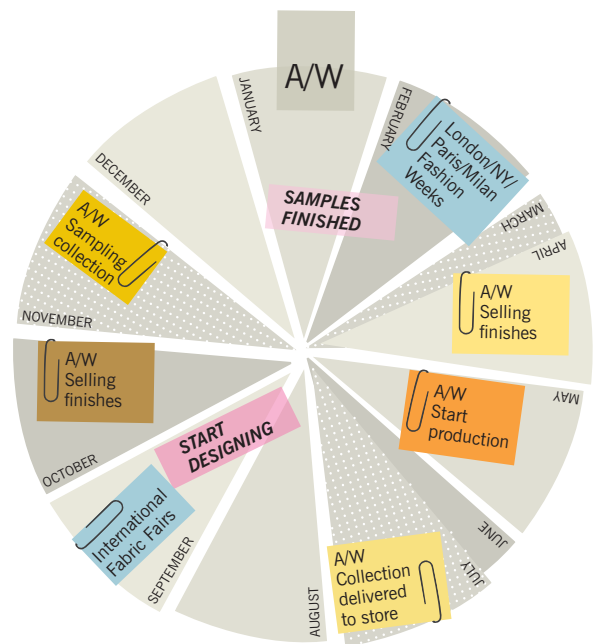 A/W
JANUARY
SAMPLES
FINISHED
FEBRUARY
London/NY/
Paris/Milan
Fashion
Weeks
MARCH
APRIL
A/W
Selling
finishes
MAY
A/W
Start
production
JUNE
JULY
A/W
Collection
delivered
to store
AUGUST
SEPTEMBER
START
DESIGNING
International
Fabric Fairs
OCTOBER
A/W
Selling
finishes
NOVEMBER
A/W
Sampling
collection
DECEMBER